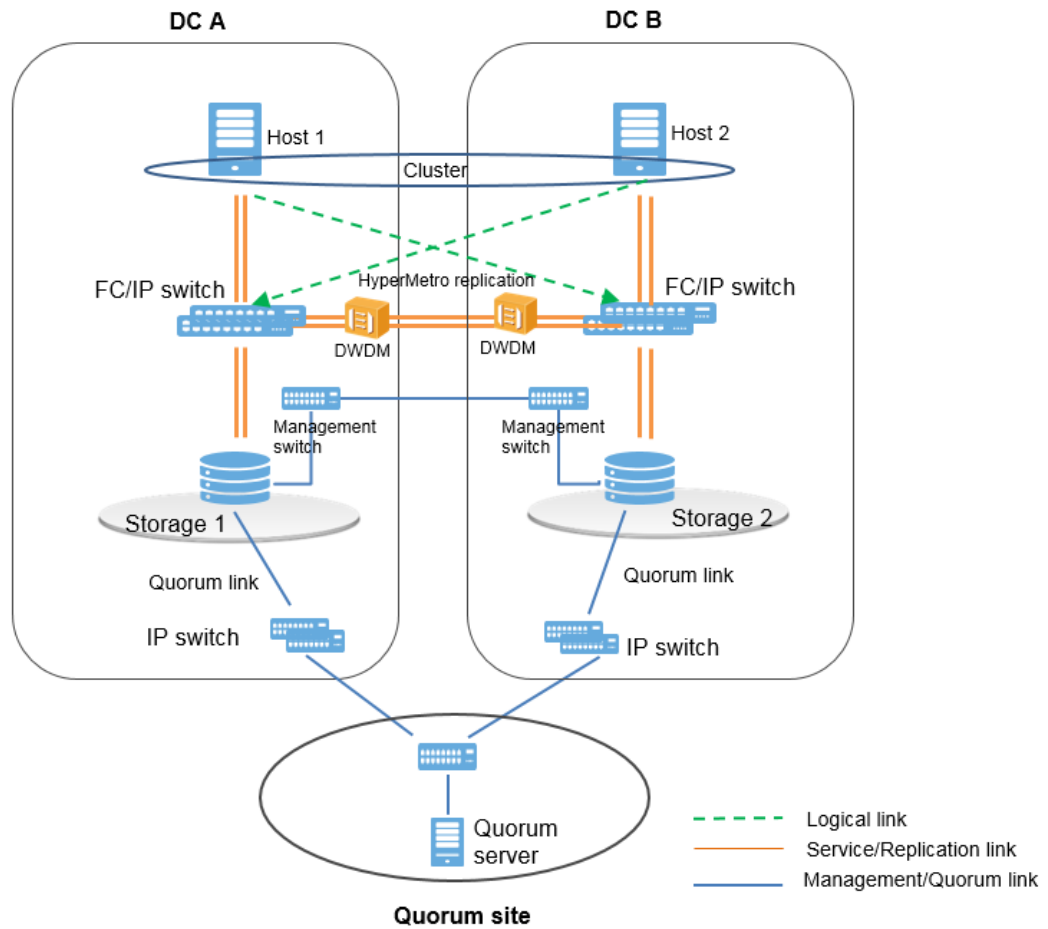 DC A
DC B
Host 1
Host 2
Cluster
HyperMetro replication
FC/IP switch
FC/IP switch
DWDM
DWDM
Management
switch
Management
switch
Storage 1
Storage 2
Quorum link
Quorum link
IP switch
IP switch
Quorum
server
Logical link
Service/Replication link
Management/Quorum link
Quorum site